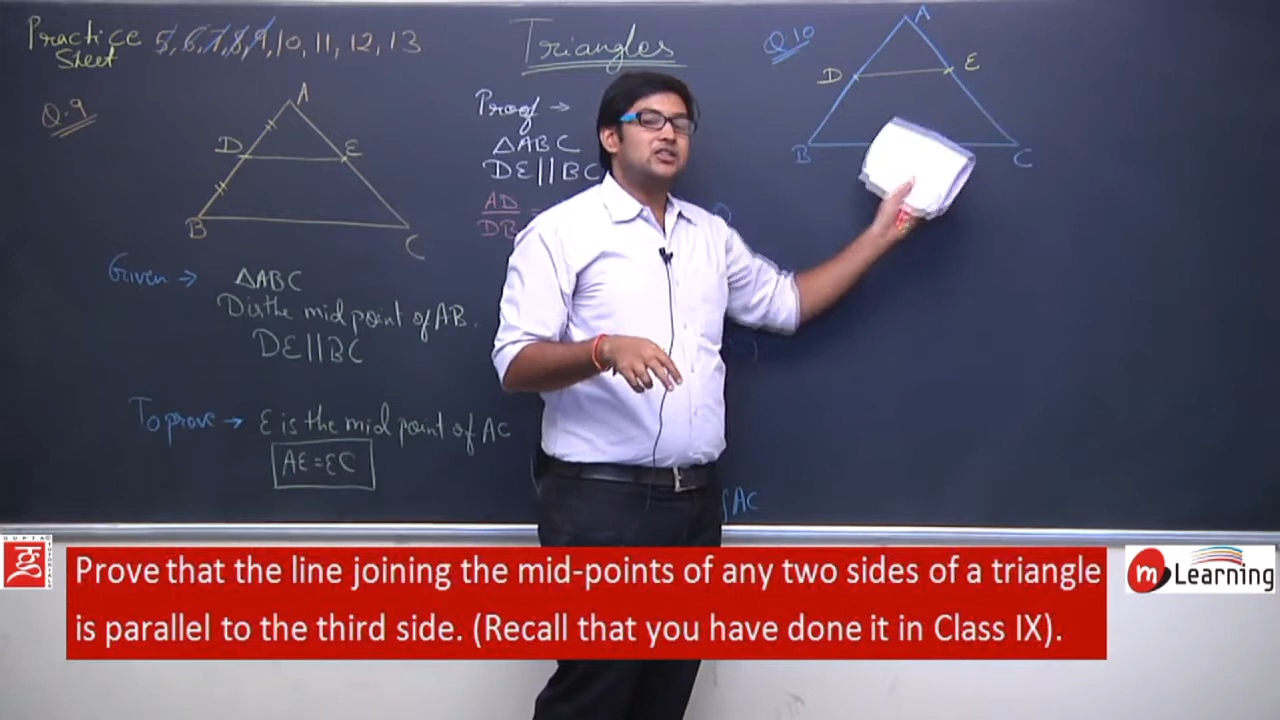 Practice 5, 6, 7, 8, 9, 10, 11, 12, 13
Sheet
Triangles
Q.9
A
D
E
B
C
Given → △ABC
D is the mid point of AB.
DE||BC
To prove → E is the mid point of AC
AE=EC
Proof →
△ABC
DE||BC
AD
DB
=
AC
Q.10
A
D
E
B
C
Prove that the line joining the mid-points of any two sides of a triangle
is parallel to the third side. (Recall that you have done it in Class IX).
GUPTA
TUTORIALS
m Learning